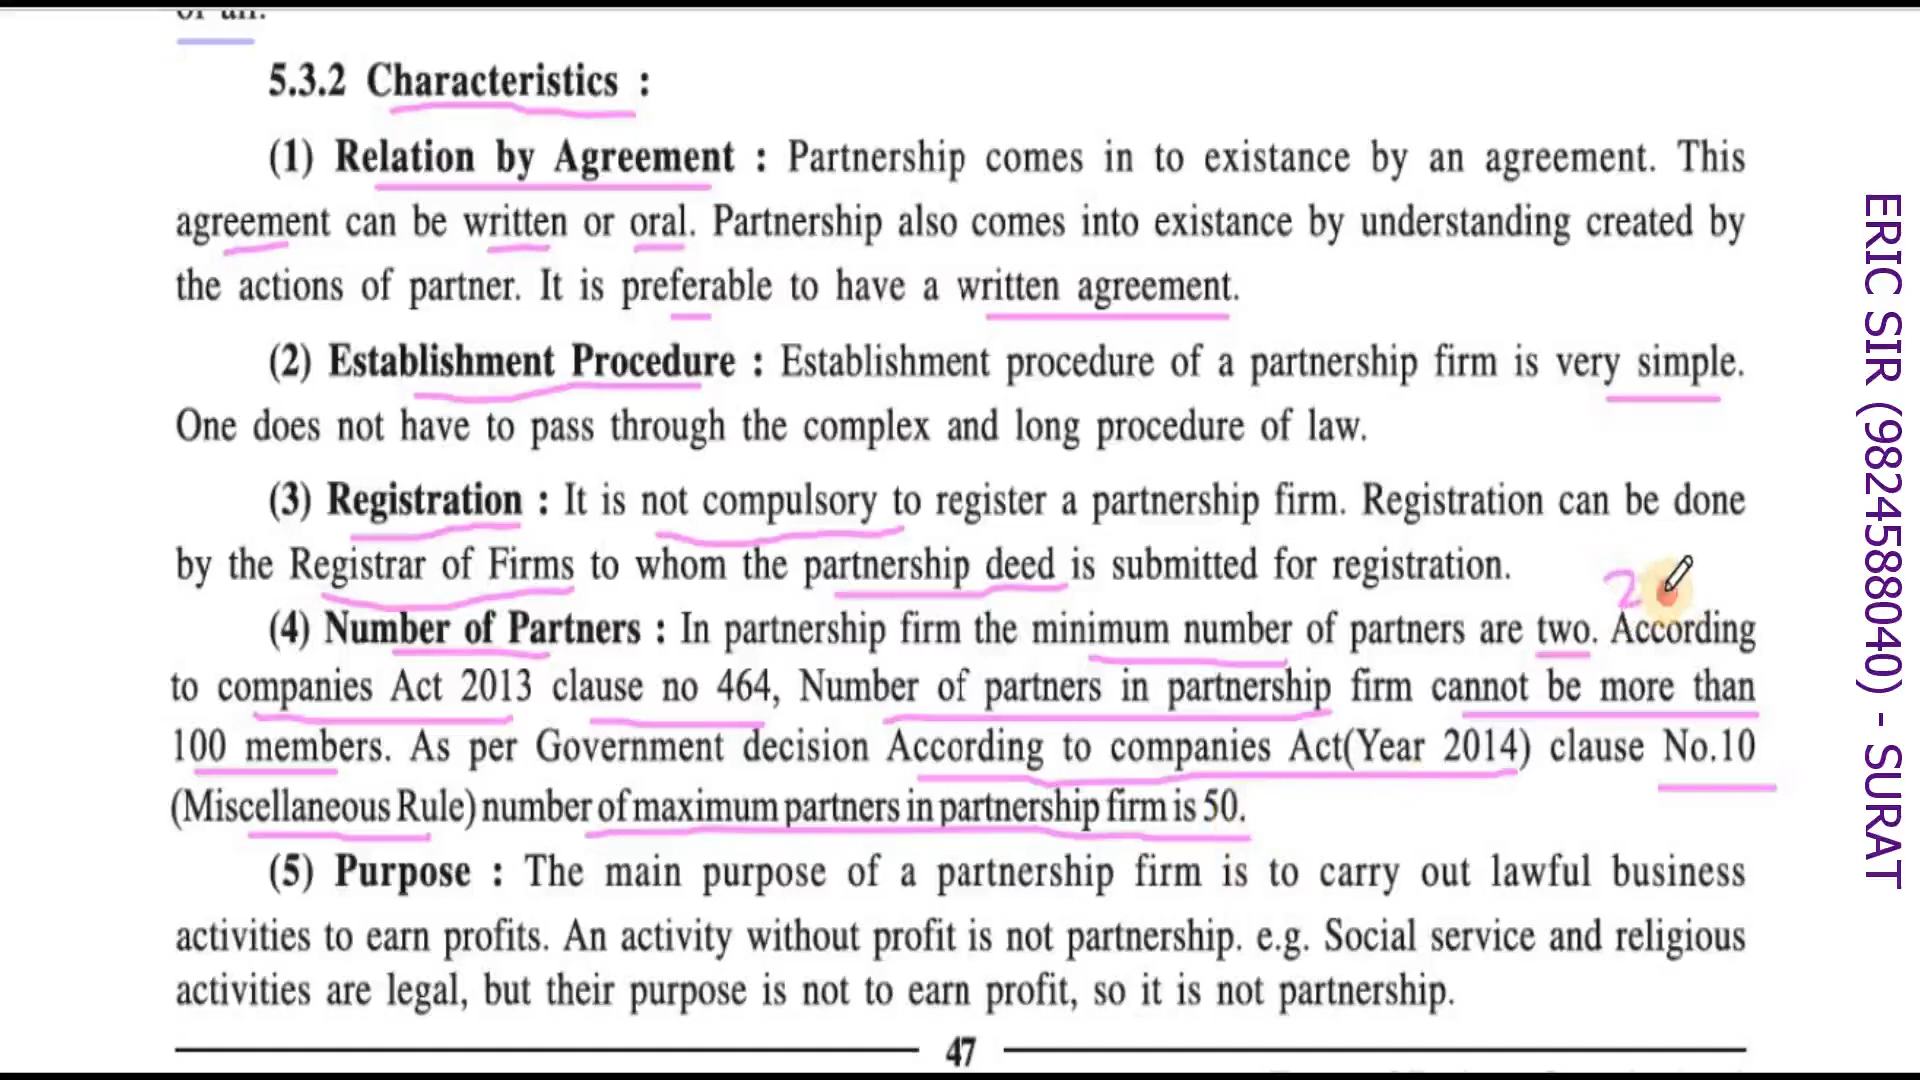 of all.
5.3.2 Characteristics :
(1) Relation by Agreement : Partnership comes in to existance by an agreement. This
agreement can be written or oral. Partnership also comes into existance by understanding created by
the actions of partner. It is preferable to have a written agreement.
(2) Establishment Procedure : Establishment procedure of a partnership firm is very simple.
One does not have to pass through the complex and long procedure of law.
(3) Registration : It is not compulsory to register a partnership firm. Registration can be done
by the Registrar of Firms to whom the partnership deed is submitted for registration.
2
(4) Number of Partners : In partnership firm the minimum number of partners are two. According
to companies Act 2013 clause no 464, Number of partners in partnership firm cannot be more than
100 members. As per Government decision According to companies Act(Year 2014) clause No.10
(Miscellaneous Rule) number of maximum partners in partnership firm is 50.
(5) Purpose : The main purpose of a partnership firm is to carry out lawful business
activities to earn profits. An activity without profit is not partnership. e.g. Social service and religious
activities are legal, but their purpose is not to earn profit, so it is not partnership.
47
ERIC SIR (9824588040) - SURAT